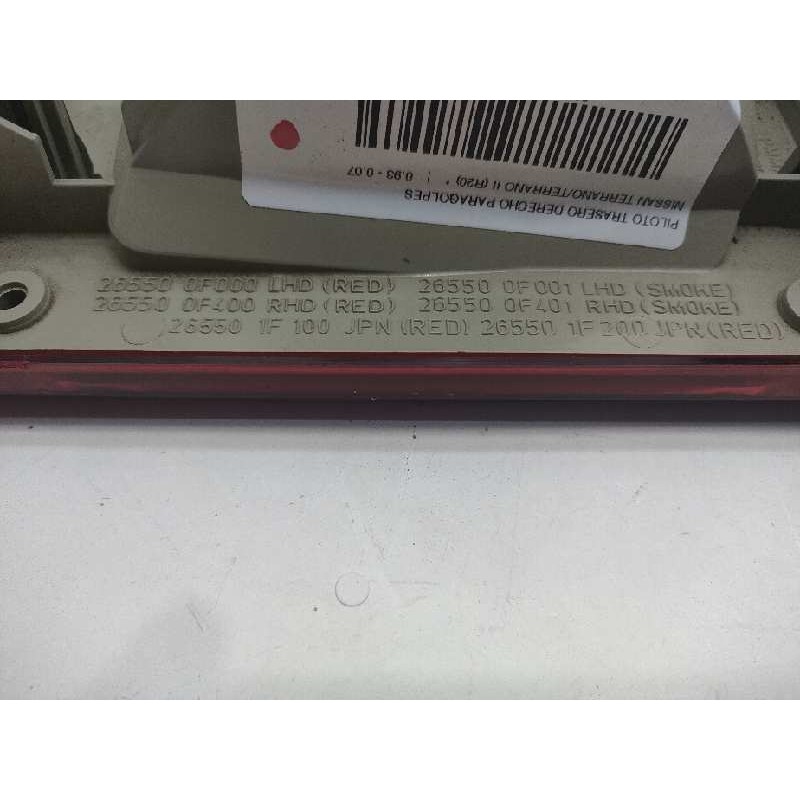 PILOTO TRASERO DERECHO PARAGOLPES
NISSAN TERRANO/TERRANO II (R20) *
0.93 - 0.07
26550 0F000 LHD (RED) 26550 0F001 LHD (SMOKE)
26550 0F400 RHD (RED) 26550 0F401 RHD (SMOKE)
26550 1F100 JPN (RED) 26550 1F200 JPN (RED)